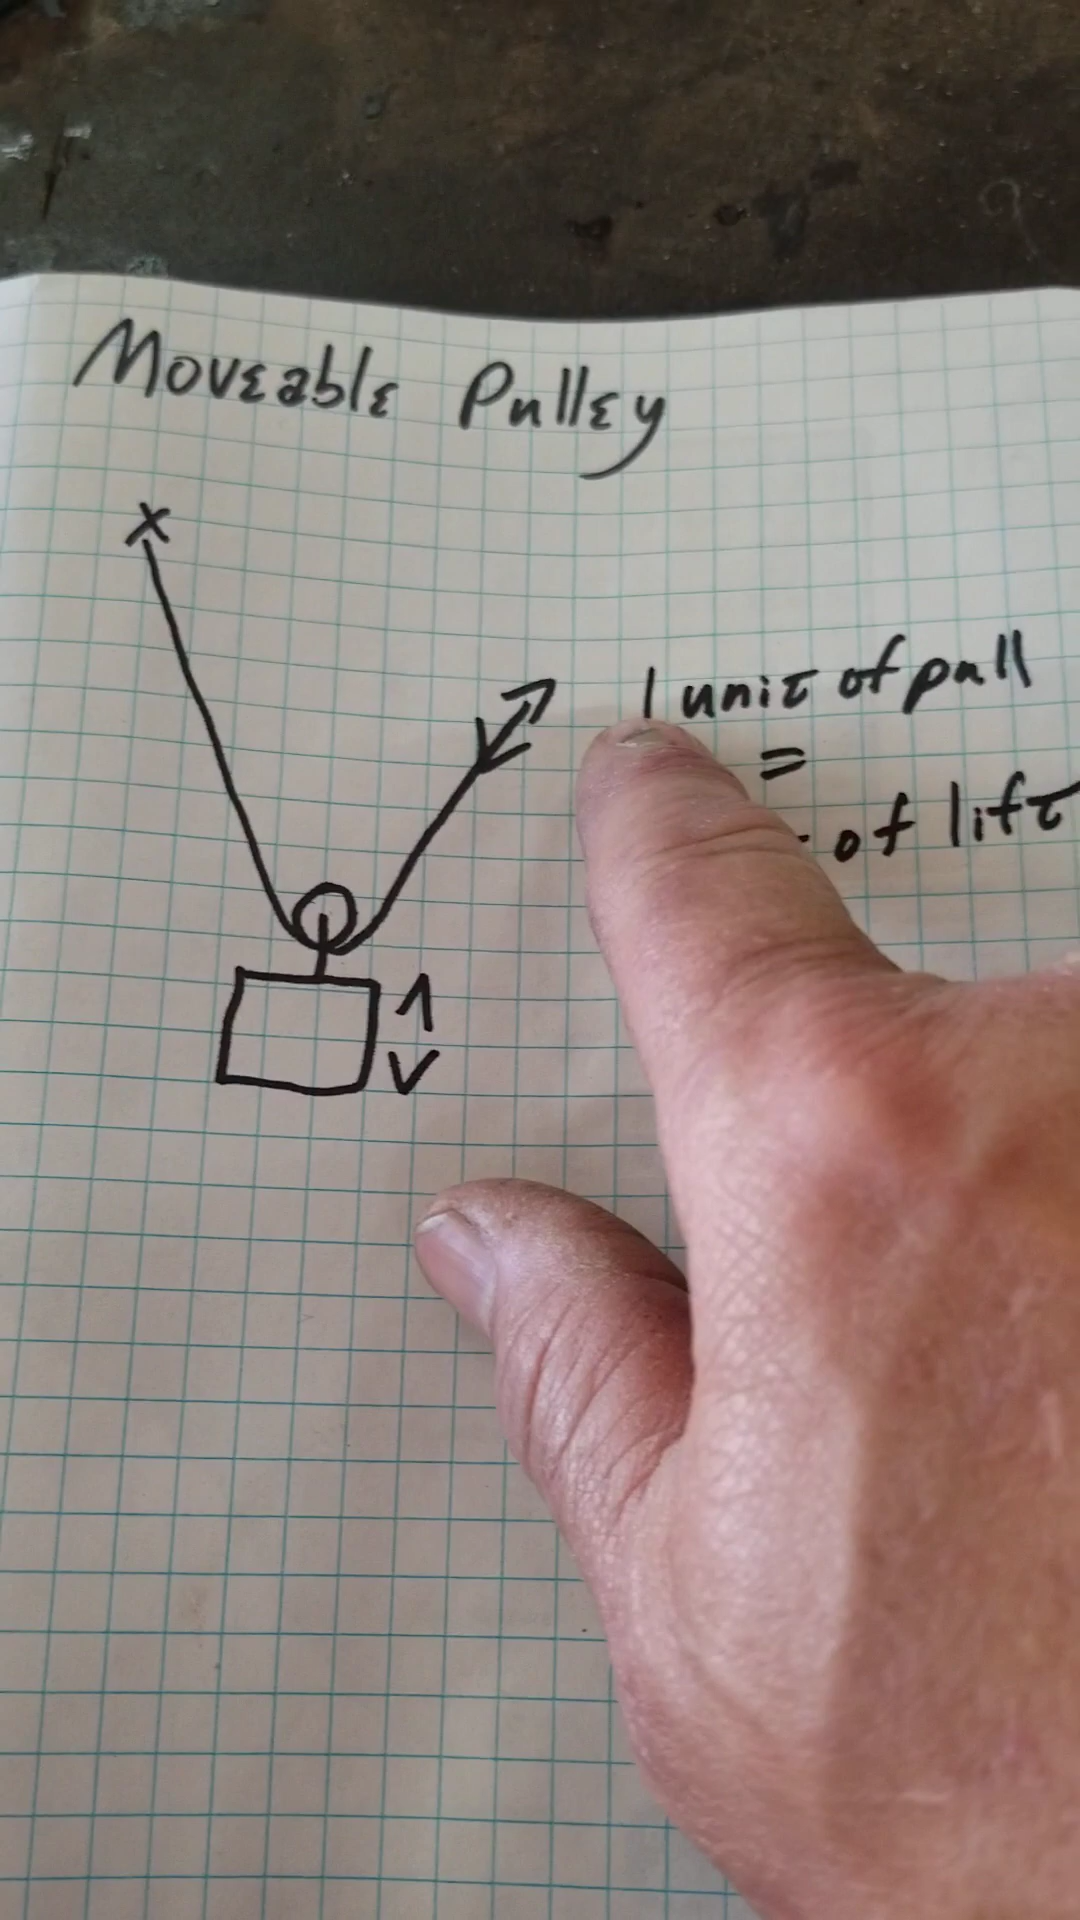 Moveable Pulley
x
1 unit of pull
=
of lift